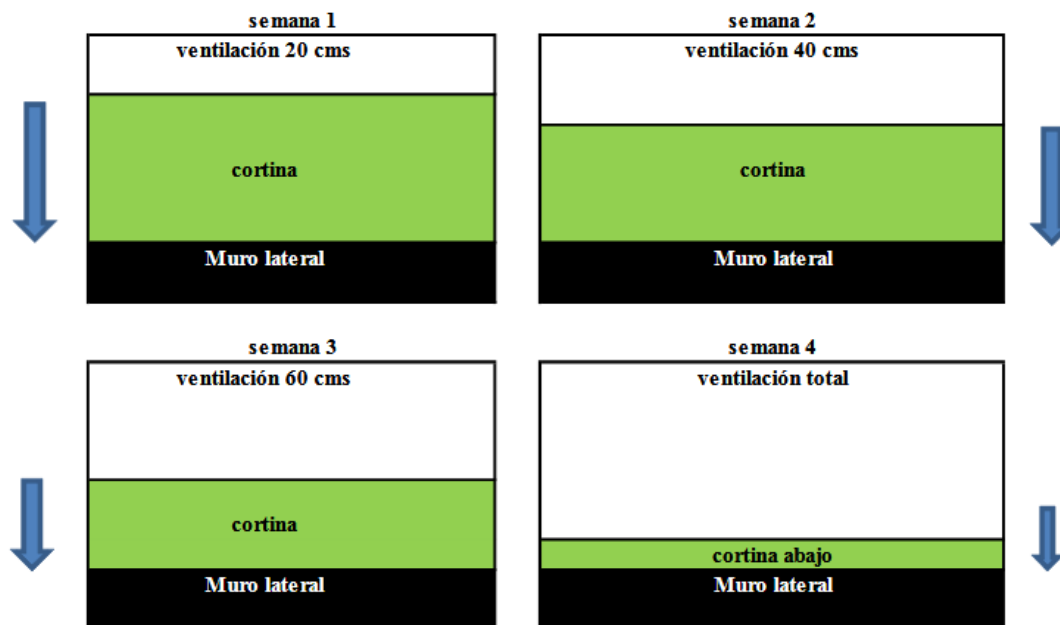 semana 1
ventilación 20 cms
cortina
Muro lateral
semana 2
ventilación 40 cms
cortina
Muro lateral
semana 3
ventilación 60 cms
cortina
Muro lateral
semana 4
ventilación total
cortina abajo
Muro lateral